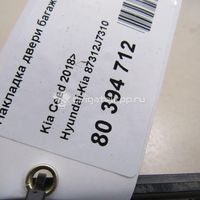 Накладка двери багаж
Kia Ceed 2018>
Hyundai-Kia 87312J7310
80 394 712